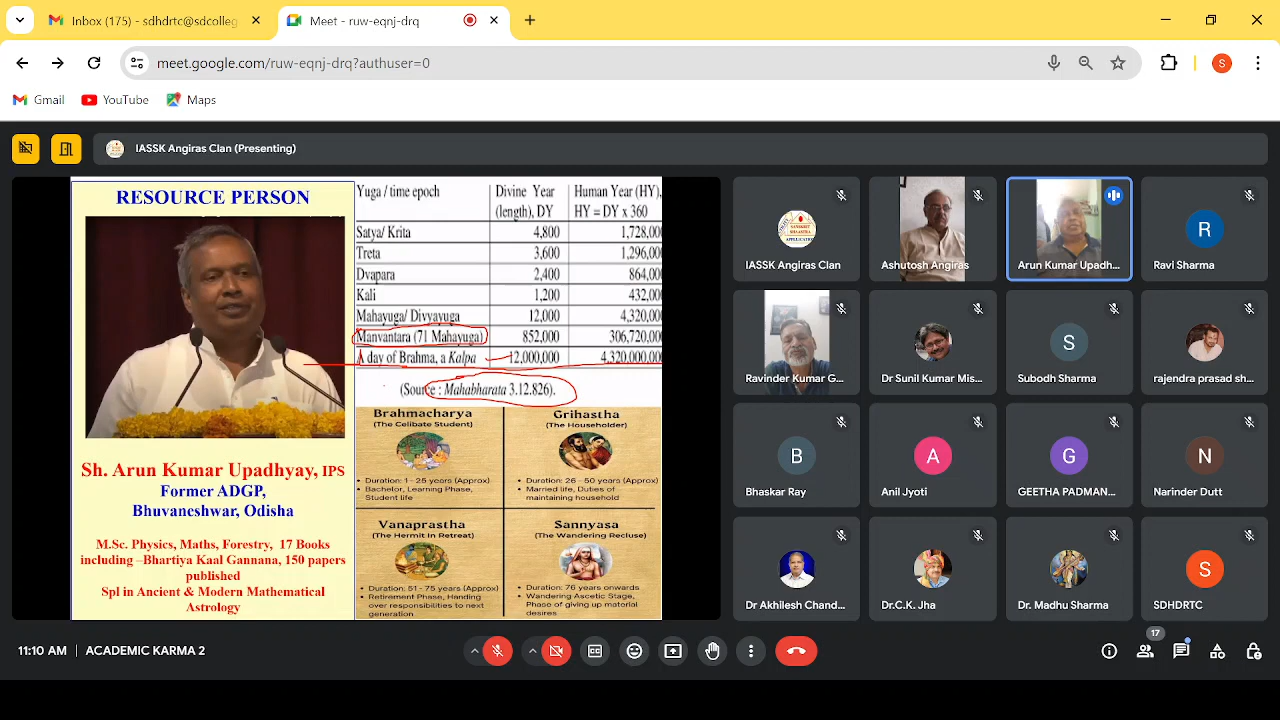 Inbox (175) - sdhdrtc@sdcolleg
Meet - ruw-eqnj-drq
meet.google.com/ruw-eqnj-drq?authuser=0
S
Gmail
YouTube
Maps
IASSK Angiras Clan (Presenting)
RESOURCE PERSON
Sh. Arun Kumar Upadhyay, IPS
Former ADGP,
Bhuvaneshwar, Odisha
M.Sc. Physics, Maths, Forestry, 17 Books
including –Bhartiya Kaal Gannana, 150 papers
published
Spl in Ancient & Modern Mathematical
Astrology
Yuga / time epoch Divine Year (length), DY Human Year (HY), HY = DY x 360
Satya/ Krita 4,800 1,728,00
Treta 3,600 1,296,00
Dvapara 2,400 864,00
Kali 1,200 432,00
Mahayuga/ Divyayuga 12,000 4,320,00
Manvantara (71 Mahayuga) 852,000 306,720,00
A day of Brahma, a Kalpa 12,000,000 4,320,000,00
(Source : Mahabharata 3.12.826).
Brahmacharya
(The Celibate Student)
• Duration: 1 - 25 years (Approx)
• Bachelor, Learning Phase,
Student life
Grihastha
(The Householder)
• Duration: 26 - 50 years (Approx)
• Married life, Duties of
maintaining household
Vanaprastha
(The Hermit In Retreat)
• Duration: 51 - 75 years (Approx)
• Retirement Phase, Handing
over responsibilities to next
generation
Sannyasa
(The Wandering Recluse)
• Duration: 76 years onwards
• Wandering Ascetic Stage,
Phase of giving up material
desires
SANSKRIT
APPLICATION
IASSK Angiras Clan
Ashutosh Angiras
Arun Kumar Upadh...
R
Ravi Sharma
Ravinder Kumar G...
Dr Sunil Kumar Mis...
S
Subodh Sharma
rajendra prasad sh...
B
Bhaskar Ray
A
Anil Jyoti
G
GEETHA PADMAN...
N
Narinder Dutt
Dr Akhilesh Chand...
Dr.C.K. Jha
Dr. Madhu Sharma
S
SDHDRTC
11:10 AM | ACADEMIC KARMA 2
17